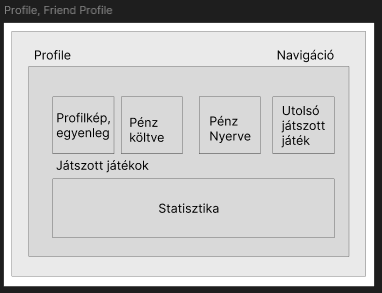 Profile, Friend Profile
Profile
Navigáció
Profilkép,
egyenleg
Pénz
költve
Pénz
Nyerve
Utolsó
játszott
játék
Játszott játékok
Statisztika